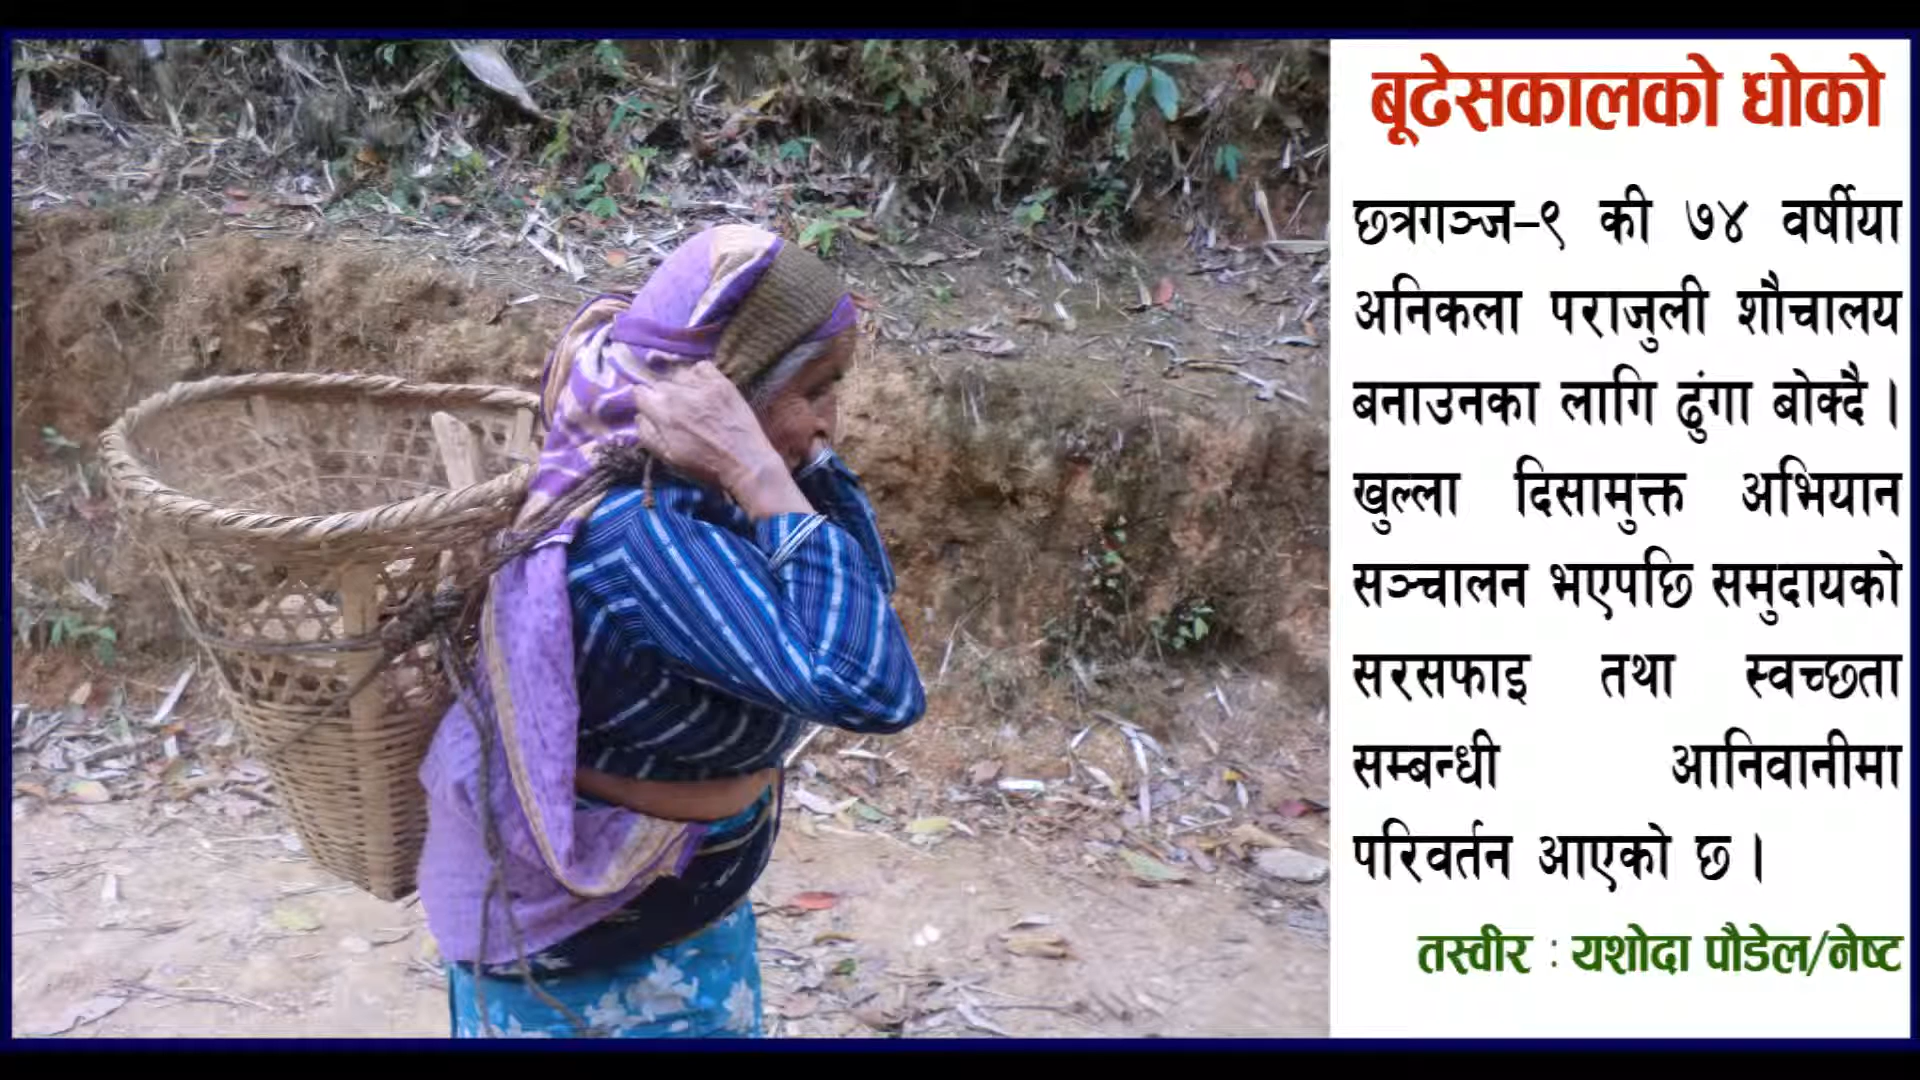 बूढेसकालको धोको
छत्रगञ्ज–९ की ७४ वर्षीया
अनिकला पराजुली शौचालय
बनाउनका लागि ढुंगा बोक्दै ।
खुल्ला दिसामुक्त अभियान
सञ्चालन भएपछि समुदायको
सरसफाइ तथा स्वच्छता
सम्बन्धी आनिवानीमा
परिवर्तन आएको छ ।
तस्वीर : यशोदा पौडेल/नेष्ट